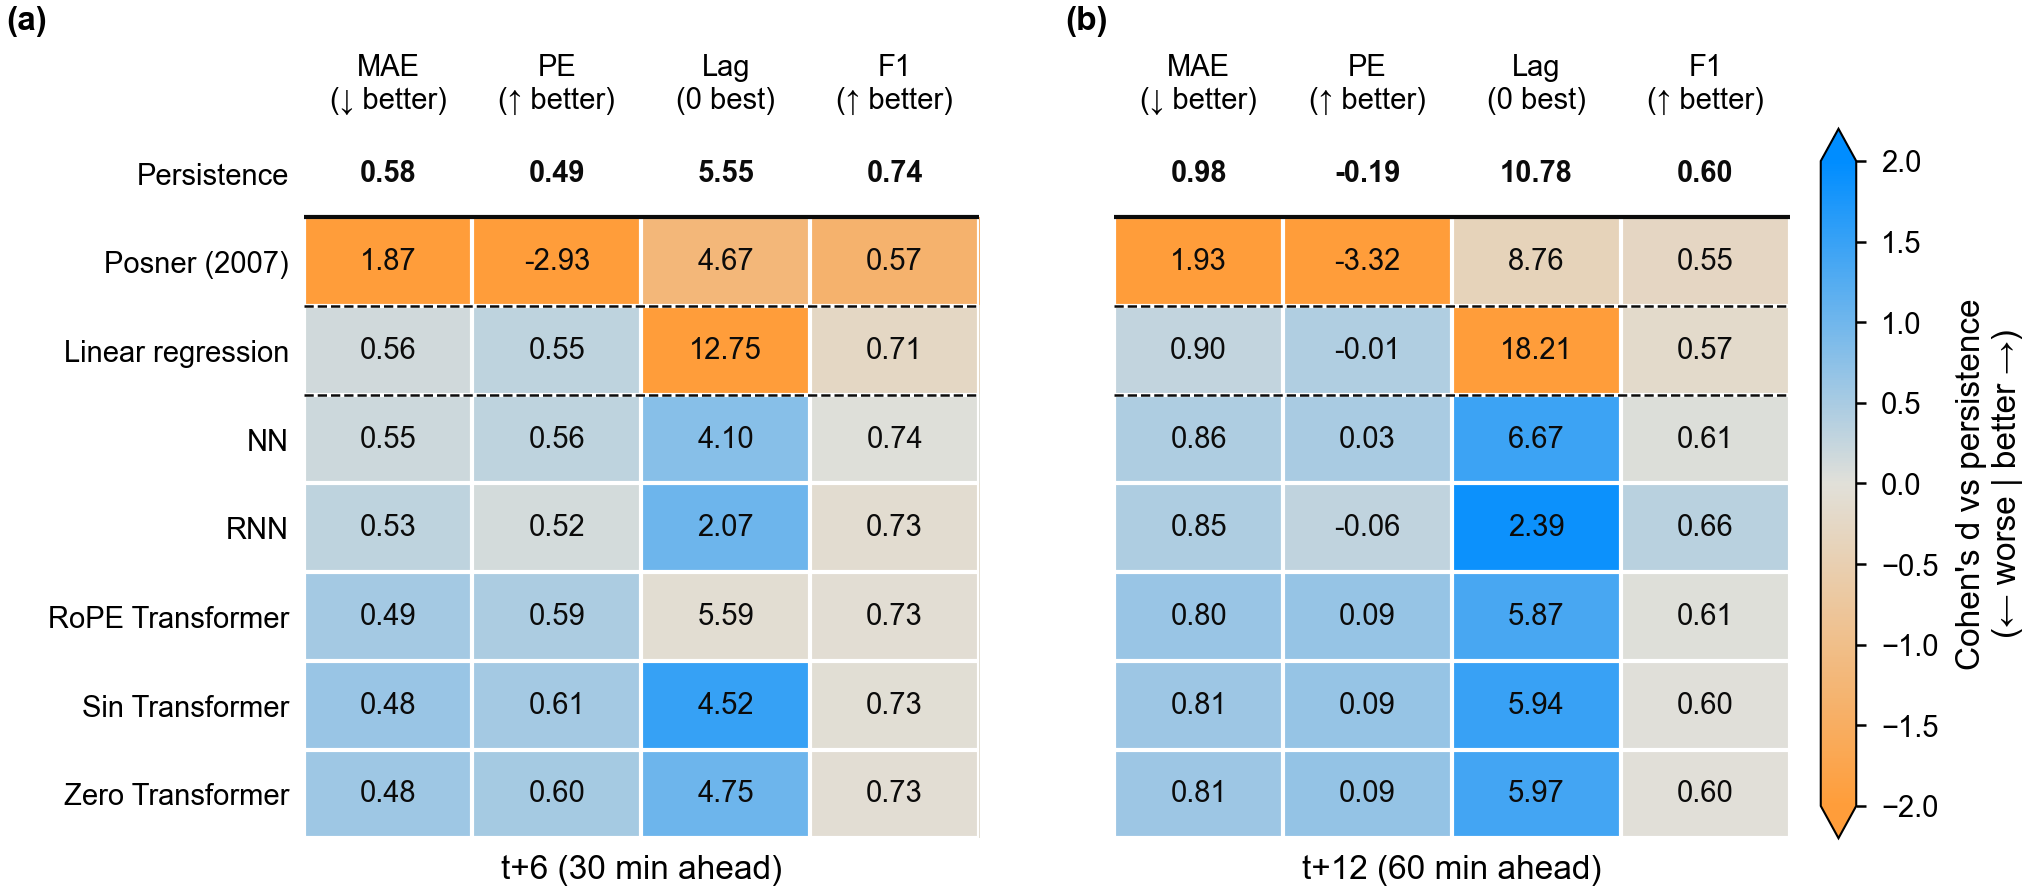 (a)
MAE PE Lag F1
(↓ better) (↑ better) (0 best) (↑ better)
Persistence 0.58 0.49 5.55 0.74
Posner (2007) 1.87 -2.93 4.67 0.57
Linear regression 0.56 0.55 12.75 0.71
NN 0.55 0.56 4.10 0.74
RNN 0.53 0.52 2.07 0.73
RoPE Transformer 0.49 0.59 5.59 0.73
Sin Transformer 0.48 0.61 4.52 0.73
Zero Transformer 0.48 0.60 4.75 0.73
t+6 (30 min ahead)
(b)
MAE PE Lag F1
(↓ better) (↑ better) (0 best) (↑ better)
0.98 -0.19 10.78 0.60
1.93 -3.32 8.76 0.55
0.90 -0.01 18.21 0.57
0.86 0.03 6.67 0.61
0.85 -0.06 2.39 0.66
0.80 0.09 5.87 0.61
0.81 0.09 5.94 0.60
0.81 0.09 5.97 0.60
t+12 (60 min ahead)
2.0
1.5
1.0
0.5
0.0
−0.5
−1.0
−1.5
−2.0
Cohen's d vs persistence
(← worse | better →)